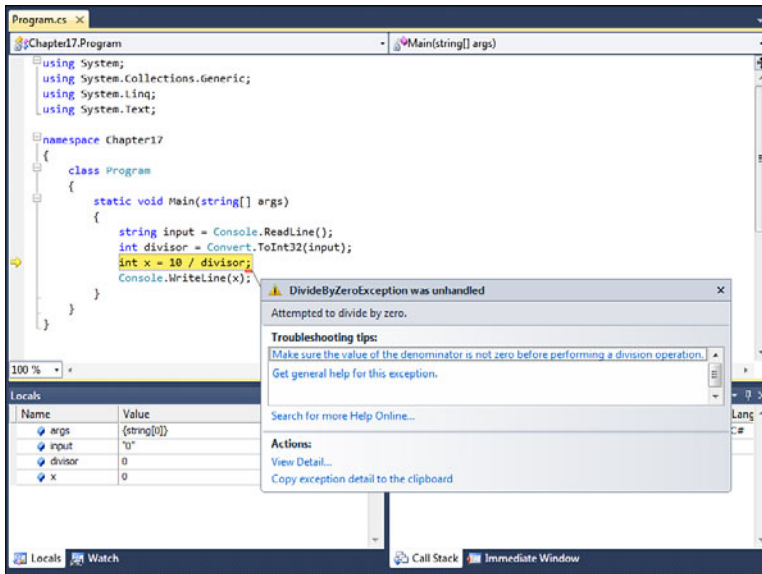 Program.cs
Chapter17.Program
Main(string[] args)
using System;
using System.Collections.Generic;
using System.Linq;
using System.Text;
namespace Chapter17
{
class Program
{
static void Main(string[] args)
{
string input = Console.ReadLine();
int divisor = Convert.ToInt32(input);
int x = 10 / divisor;
Console.WriteLine(x);
}
}
}
DivideByZeroException was unhandled
Attempted to divide by zero.
Troubleshooting tips:
Make sure the value of the denominator is not zero before performing a division operation.
Get general help for this exception.
Search for more Help Online...
Actions:
View Detail...
Copy exception detail to the clipboard
100 %
Locals
Name Value
Lang
args {string[0]}
C#
input "0"
divisor 0
x 0
Locals Watch
Call Stack Immediate Window